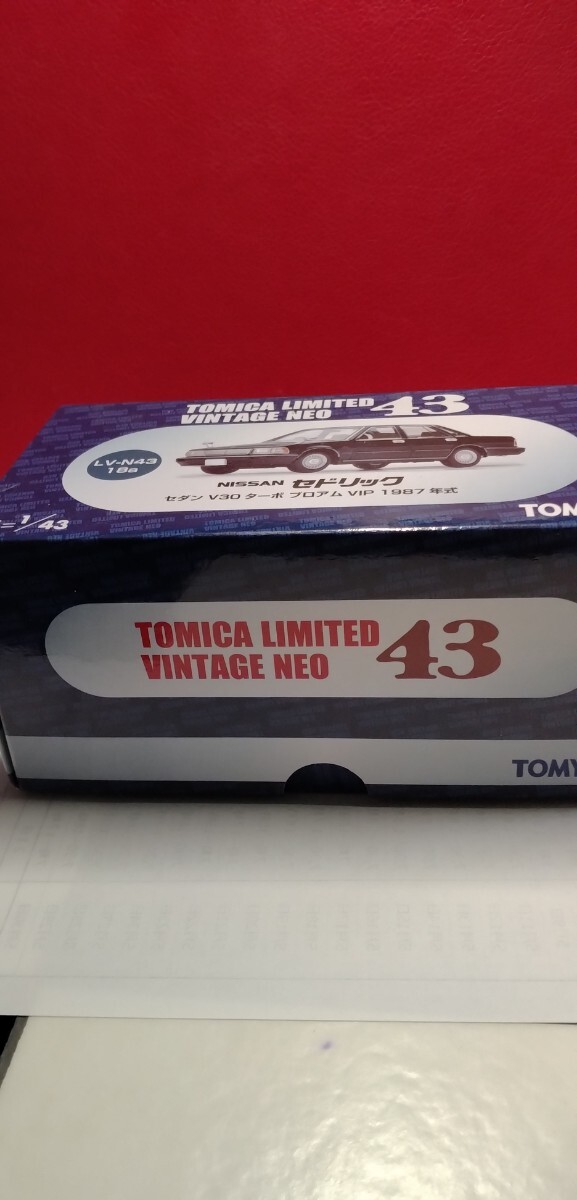 TOMICA LIMITED
VINTAGE NEO 43
LV-N43
18a
NISSAN セドリック
セダン V30 ターボ ブロアム VIP 1987 年式
1/43
TOM
TOMICA LIMITED
VINTAGE NEO 43
TOMY